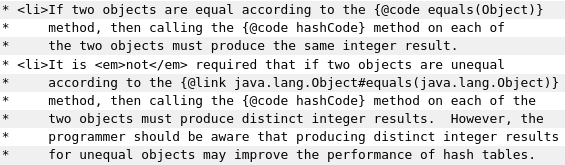 * <li>If two objects are equal according to the {@code equals(Object)}
*     method, then calling the {@code hashCode} method on each of
*     the two objects must produce the same integer result.
* <li>It is <em>not</em> required that if two objects are unequal
*     according to the {@link java.lang.Object#equals(java.lang.Object)}
*     method, then calling the {@code hashCode} method on each of the
*     two objects must produce distinct integer results.  However, the
*     programmer should be aware that producing distinct integer results
*     for unequal objects may improve the performance of hash tables.